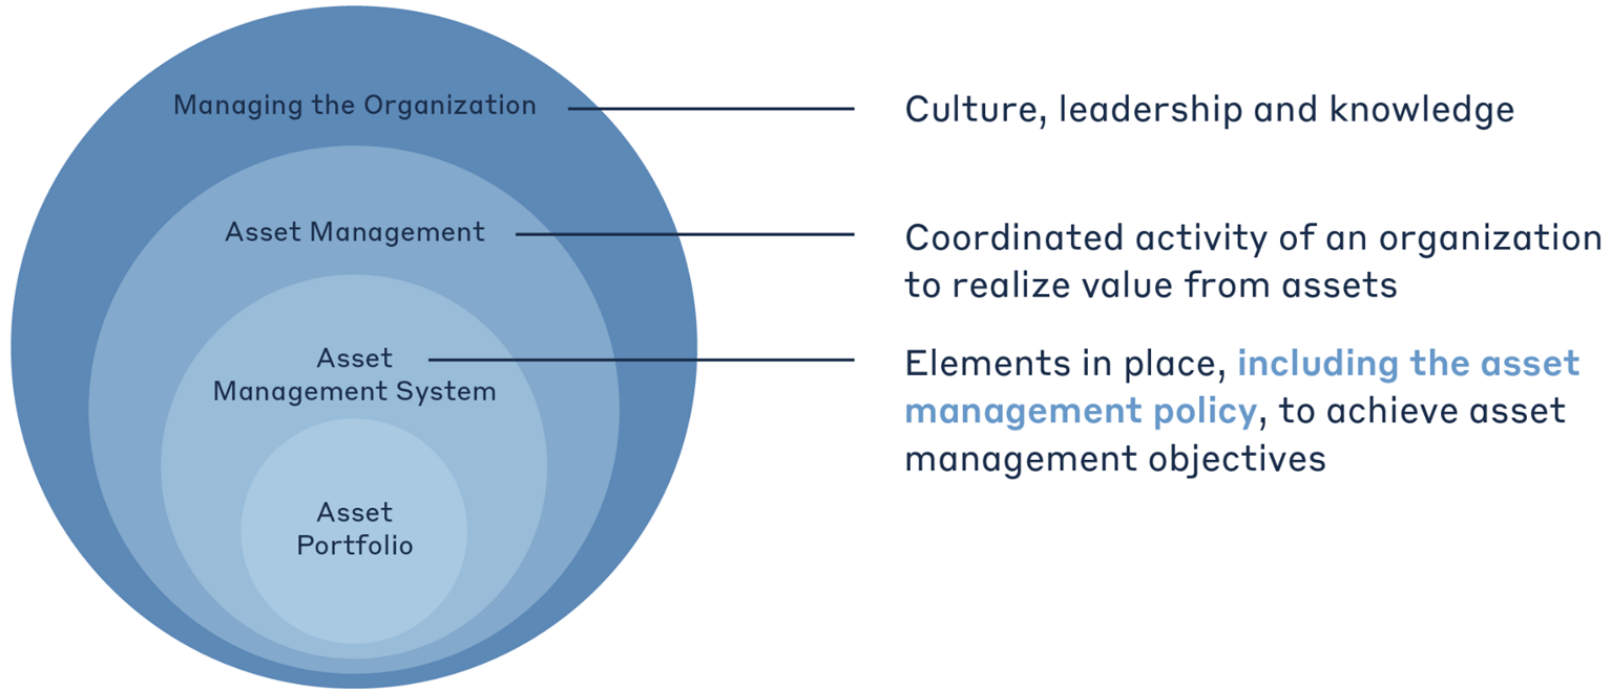 Managing the Organization
Culture, leadership and knowledge
Asset Management
Coordinated activity of an organization
to realize value from assets
Asset
Management System
Elements in place, including the asset
management policy, to achieve asset
management objectives
Asset
Portfolio